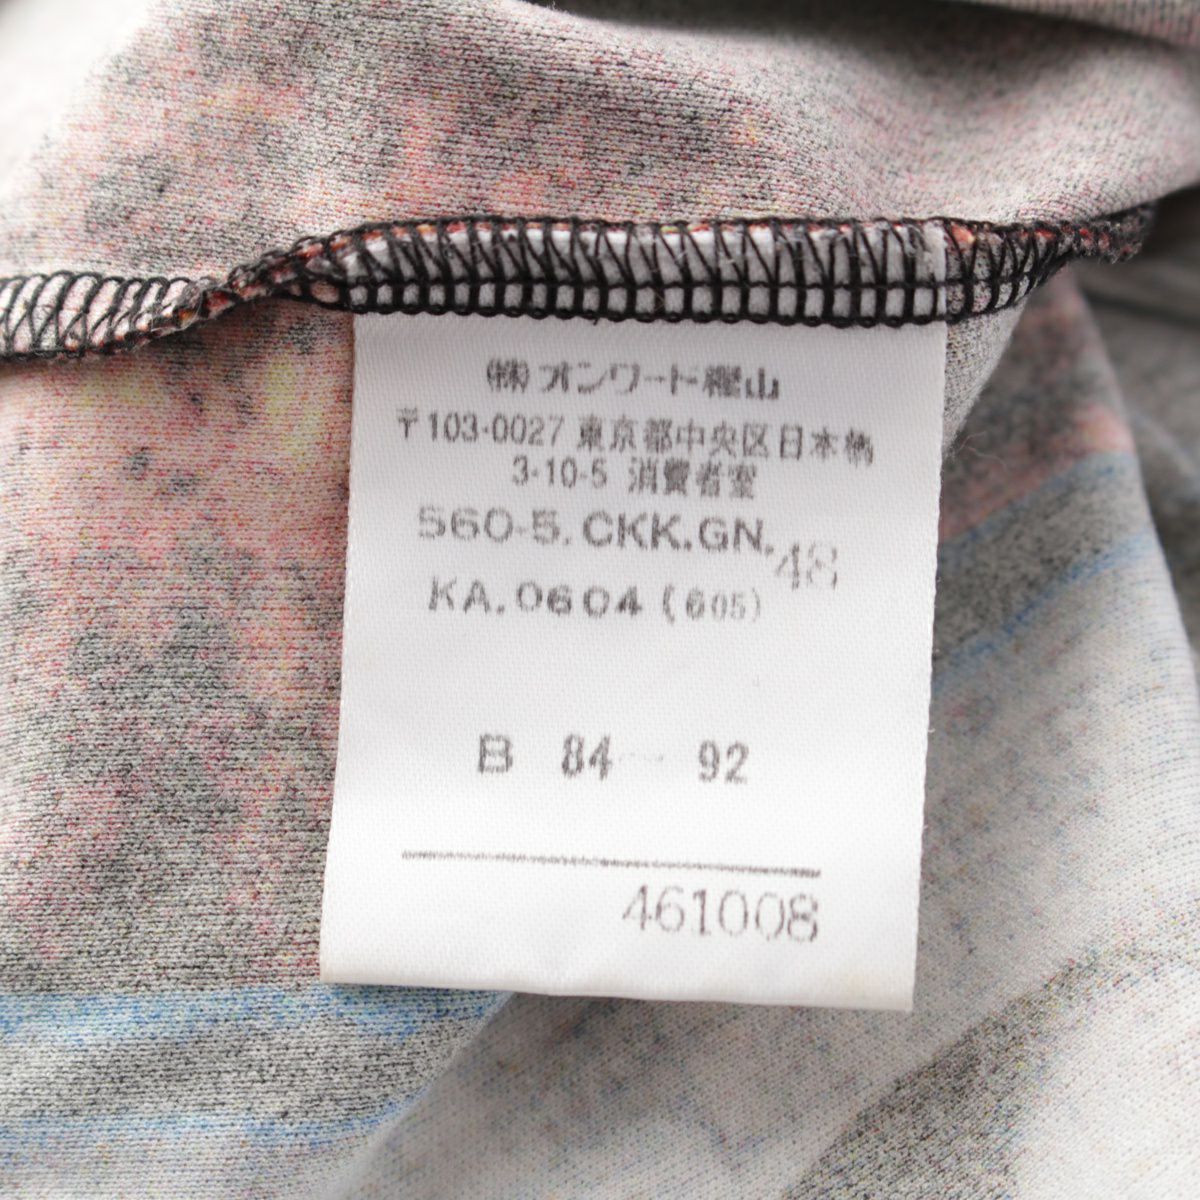 ㈱オンワード樫山
〒103-0027 東京都中央区日本橋
3-10-5 消費者室
560-5.CKK.GN.48
KA.0604(605)
B 84－92
461008